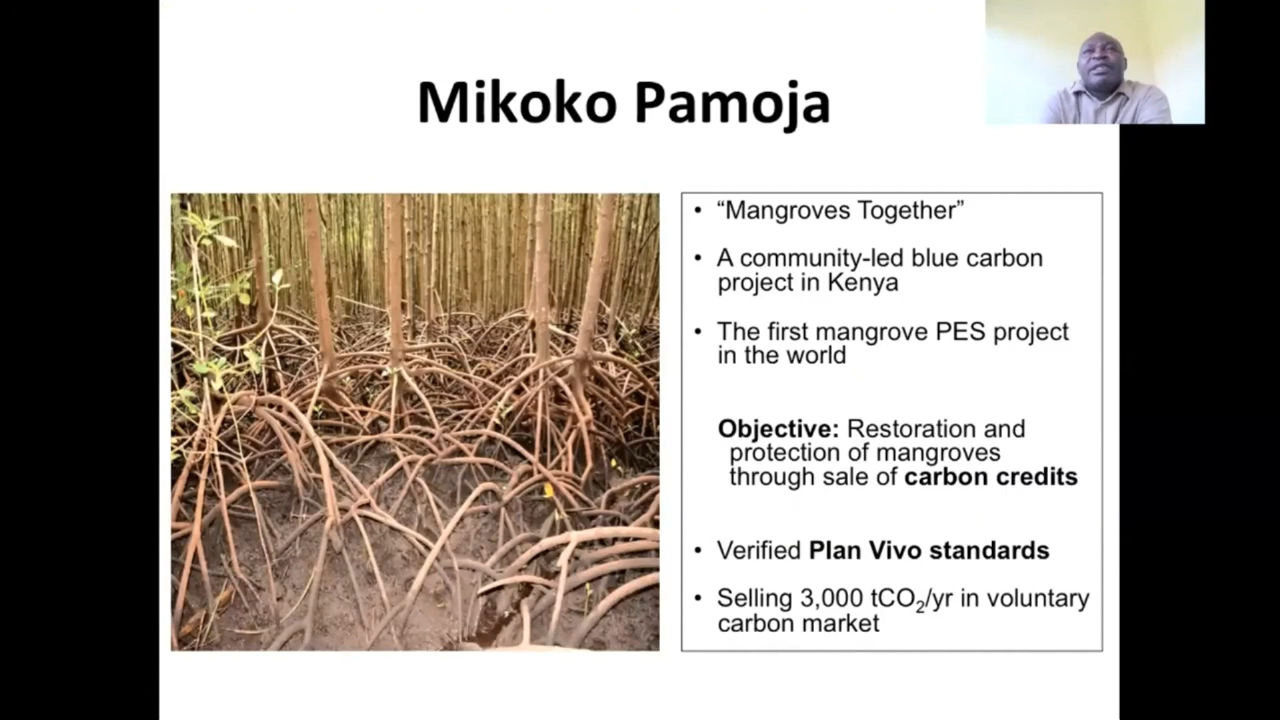 Mikoko Pamoja
• “Mangroves Together”
• A community-led blue carbon
project in Kenya
• The first mangrove PES project
in the world
Objective: Restoration and
protection of mangroves
through sale of carbon credits
• Verified Plan Vivo standards
• Selling 3,000 tCO₂/yr in voluntary
carbon market